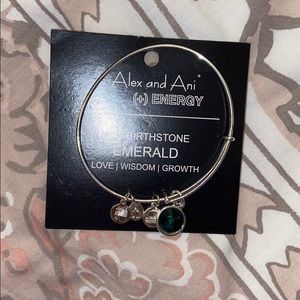 Alex and Ani®
(+) ENERGY
BIRTHSTONE
EMERALD
LOVE | WISDOM | GROWTH